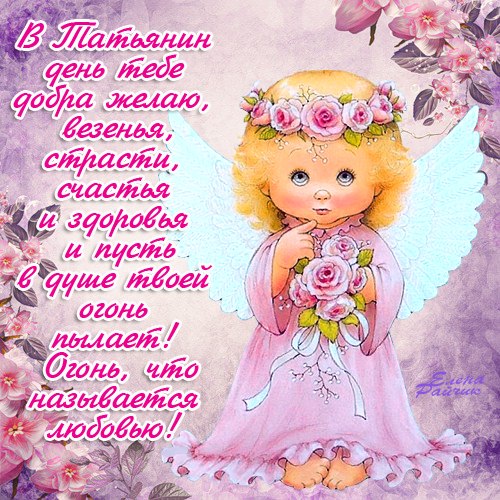 В Татьянин
день тебе
добра желаю,
везенья,
страсти,
счастья
и здоровья
и пусть
в душе твоей
огонь
пылает!
Огонь, что
называется
любовью!
Елена
Райчик